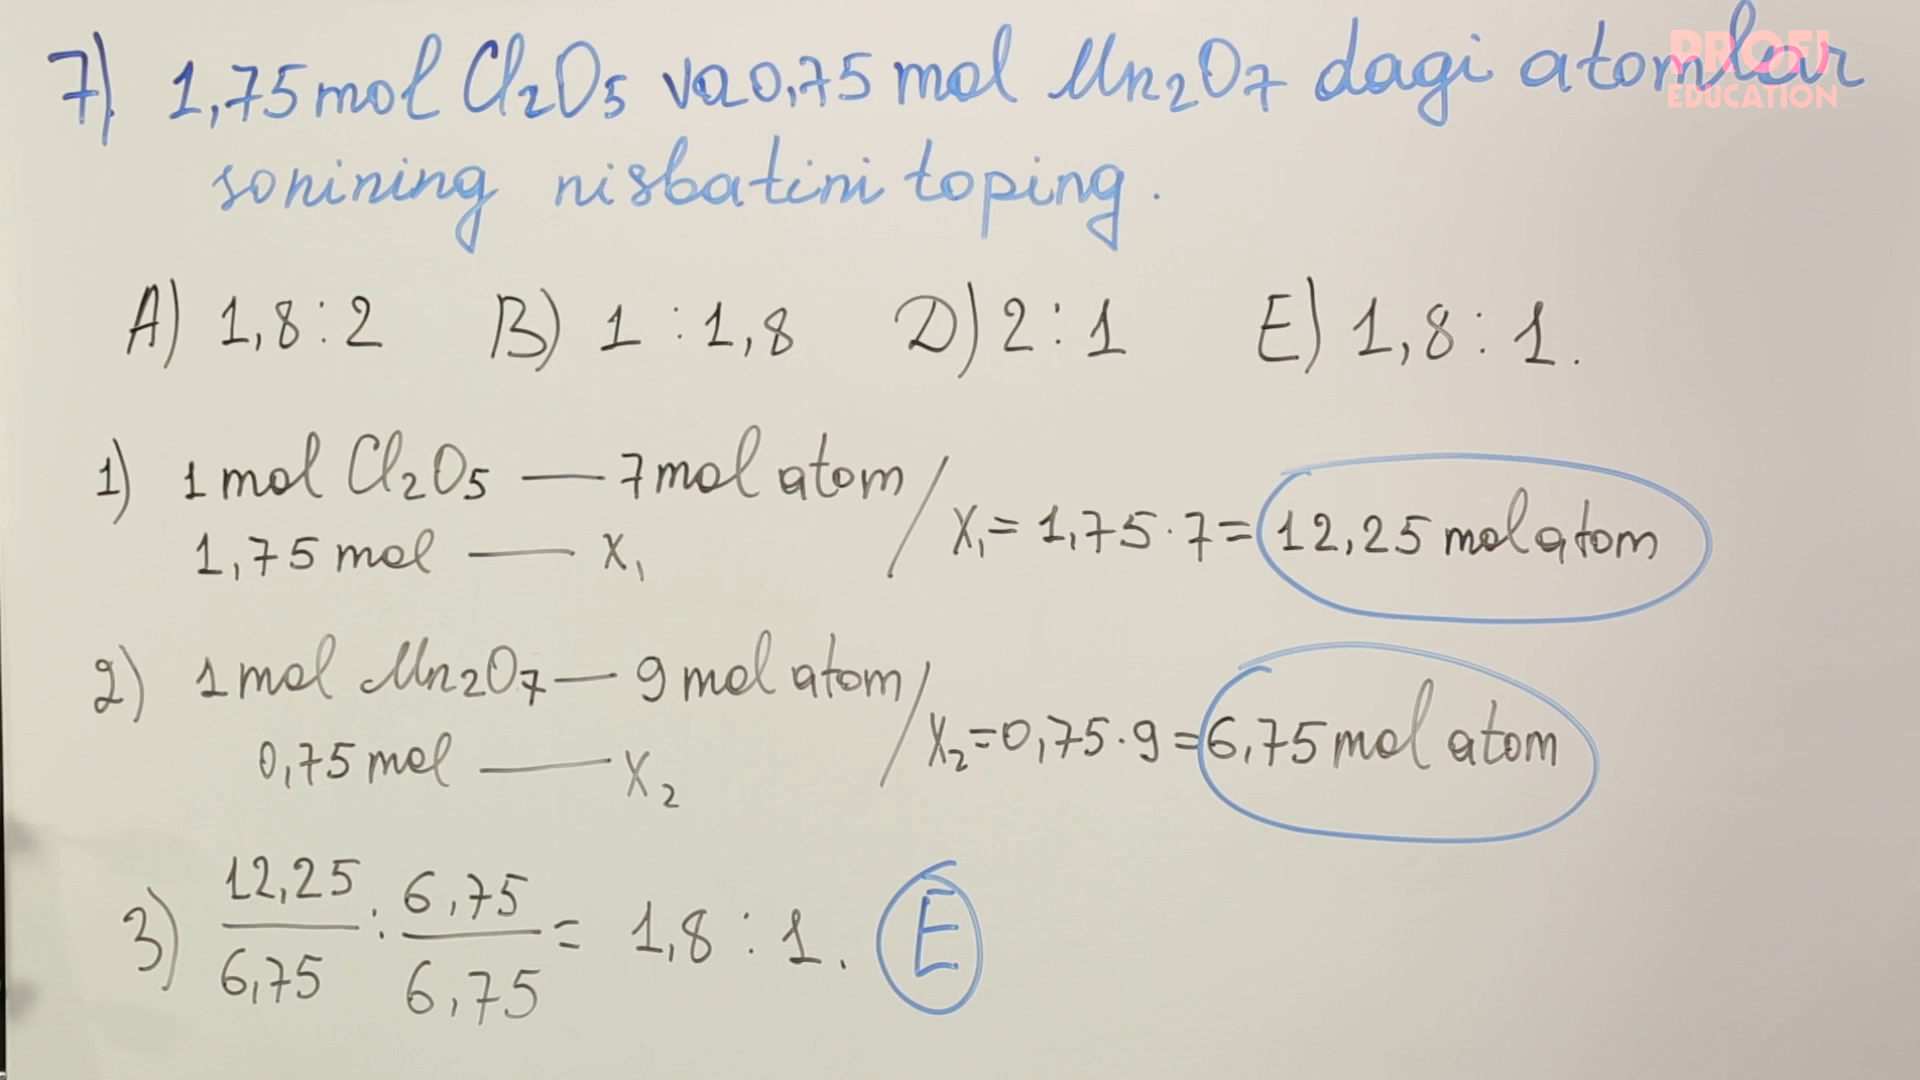 7). 1,75 mol Cl₂O₅ va 0,75 mol Mn₂O₇ dagi atomlar
PROFI
EDUCATION
sonining nisbatini toping.
A) 1,8 : 2 B) 1 : 1,8 D) 2 : 1 E) 1,8 : 1.
1) 1 mol Cl₂O₅ — 7 mol atom / X₁ = 1,75 · 7 = 12,25 mol atom
1,75 mol — X₁
2) 1 mol Mn₂O₇ — 9 mol atom / X₂ = 0,75 · 9 = 6,75 mol atom
0,75 mol — X₂
3) 12,25/6,75 : 6,75/6,75 = 1,8 : 1. E